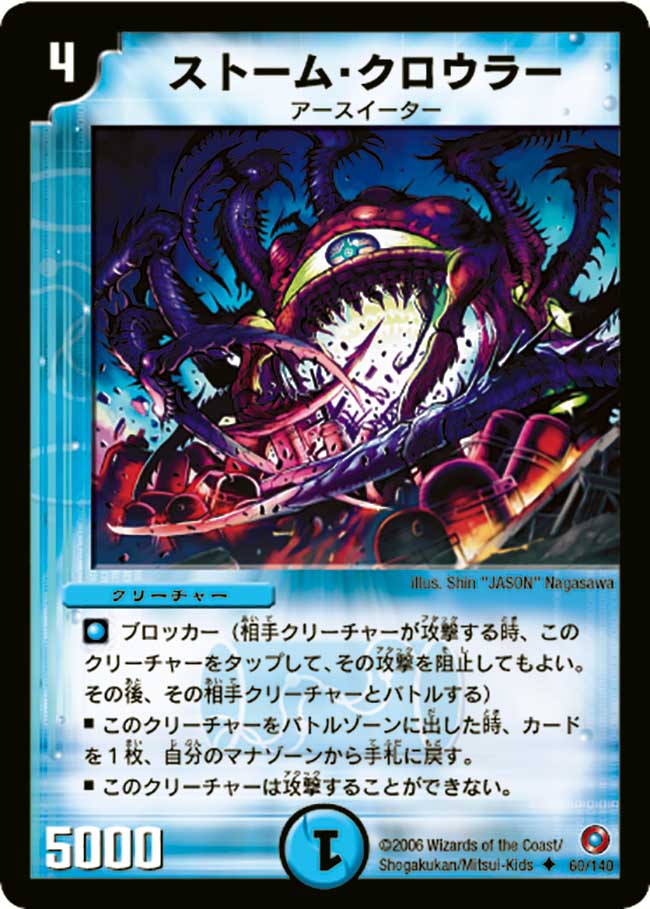 4
ストーム・クロウラー
アースイーター
illus. Shin "JASON" Nagasawa
クリーチャー
ブロッカー（相手クリーチャーが攻撃する時、この
クリーチャーをタップして、その攻撃を阻止してもよい。
その後、その相手クリーチャーとバトルする）
■ このクリーチャーをバトルゾーンに出した時、カード
を１枚、自分のマナゾーンから手札に戻す。
■ このクリーチャーは攻撃することができない。
5000
1
©2006 Wizards of the Coast/
Shogakukan/Mitsui-Kids ♦ 60/140